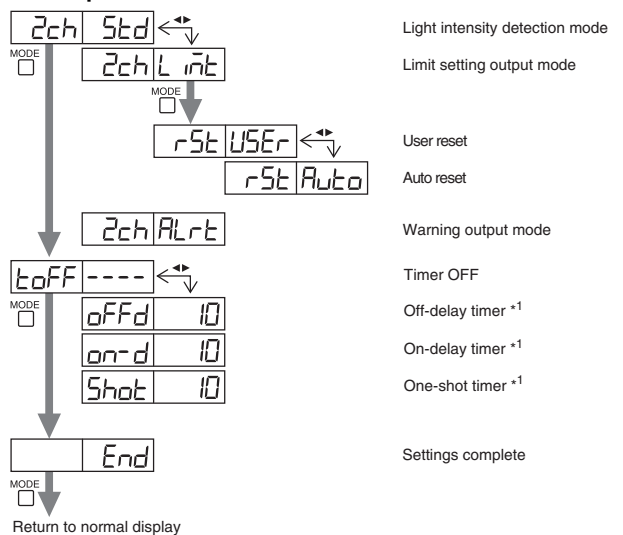 2ch Std Light intensity detection mode
MODE
2ch Linit Limit setting output mode
MODE
rSt USEr User reset
rSt Auto Auto reset
2ch ALrt Warning output mode
toFF ---- Timer OFF
MODE
oFFd 10 Off-delay timer *1
on-d 10 On-delay timer *1
Shot 10 One-shot timer *1
End Settings complete
MODE
Return to normal display